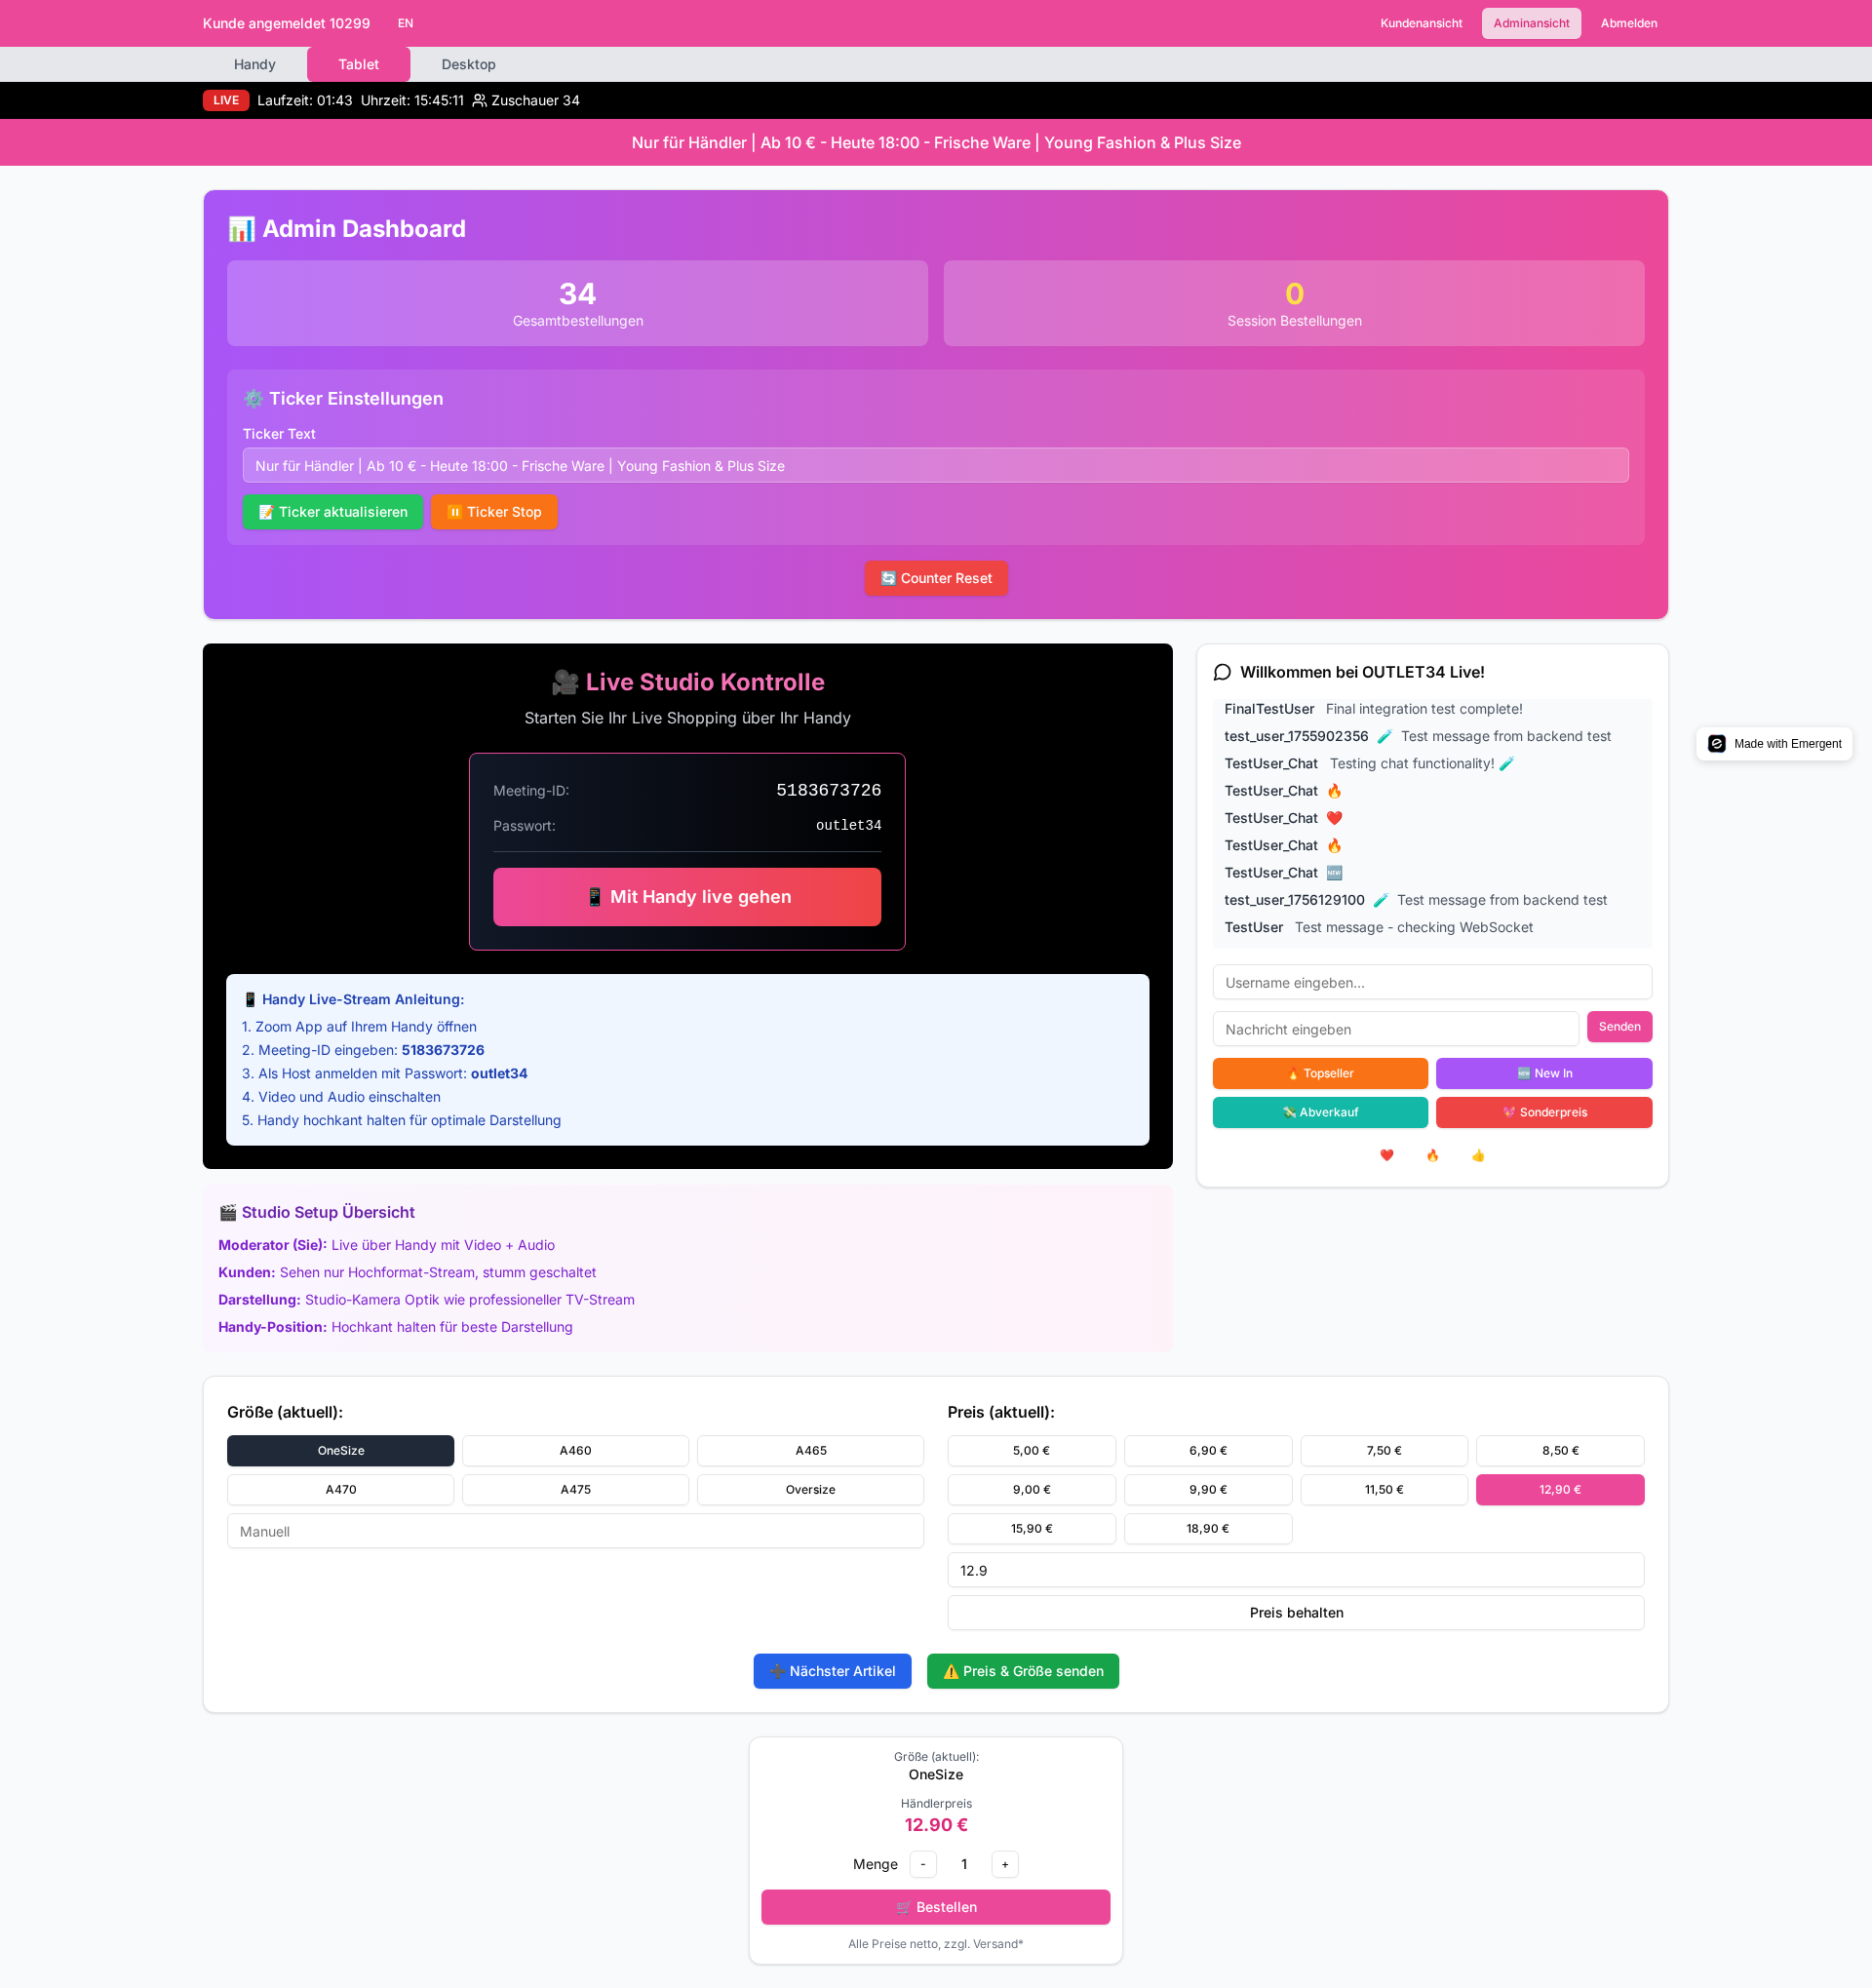 Kunde angemeldet 10299 EN Kundenansicht Adminansicht Abmelden
Handy Tablet Desktop
LIVE Laufzeit: 01:43 Uhrzeit: 15:45:11 Zuschauer 34
Nur für Händler | Ab 10 € - Heute 18:00 - Frische Ware | Young Fashion & Plus Size
📊 Admin Dashboard
34
Gesamtbestellungen
0
Session Bestellungen
⚙️ Ticker Einstellungen
Ticker Text
Nur für Händler | Ab 10 € - Heute 18:00 - Frische Ware | Young Fashion & Plus Size
📝 Ticker aktualisieren ⏸️ Ticker Stop
🔄 Counter Reset
🎥 Live Studio Kontrolle
Starten Sie Ihr Live Shopping über Ihr Handy
Meeting-ID: 5183673726
Passwort: outlet34
📱 Mit Handy live gehen
📱 Handy Live-Stream Anleitung:
1. Zoom App auf Ihrem Handy öffnen
2. Meeting-ID eingeben: 5183673726
3. Als Host anmelden mit Passwort: outlet34
4. Video und Audio einschalten
5. Handy hochkant halten für optimale Darstellung
🎬 Studio Setup Übersicht
Moderator (Sie): Live über Handy mit Video + Audio
Kunden: Sehen nur Hochformat-Stream, stumm geschaltet
Darstellung: Studio-Kamera Optik wie professioneller TV-Stream
Handy-Position: Hochkant halten für beste Darstellung
Willkommen bei OUTLET34 Live!
FinalTestUser Final integration test complete!
test_user_1755902356 🧪 Test message from backend test
TestUser_Chat Testing chat functionality! 🧪
TestUser_Chat 🔥
TestUser_Chat ❤️
TestUser_Chat 🔥
TestUser_Chat 🆕
test_user_1756129100 🧪 Test message from backend test
TestUser Test message - checking WebSocket
Username eingeben...
Nachricht eingeben Senden
🔥 Topseller 🆕 New In
💸 Abverkauf 💖 Sonderpreis
❤️ 🔥 👍
Made with Emergent
Größe (aktuell):
OneSize A460 A465
A470 A475 Oversize
Manuell
Preis (aktuell):
5,00 € 6,90 € 7,50 € 8,50 €
9,00 € 9,90 € 11,50 € 12,90 €
15,90 € 18,90 €
12.9
Preis behalten
➕ Nächster Artikel ⚠️ Preis & Größe senden
Größe (aktuell):
OneSize
Händlerpreis
12.90 €
Menge - 1 +
🛒 Bestellen
Alle Preise netto, zzgl. Versand*